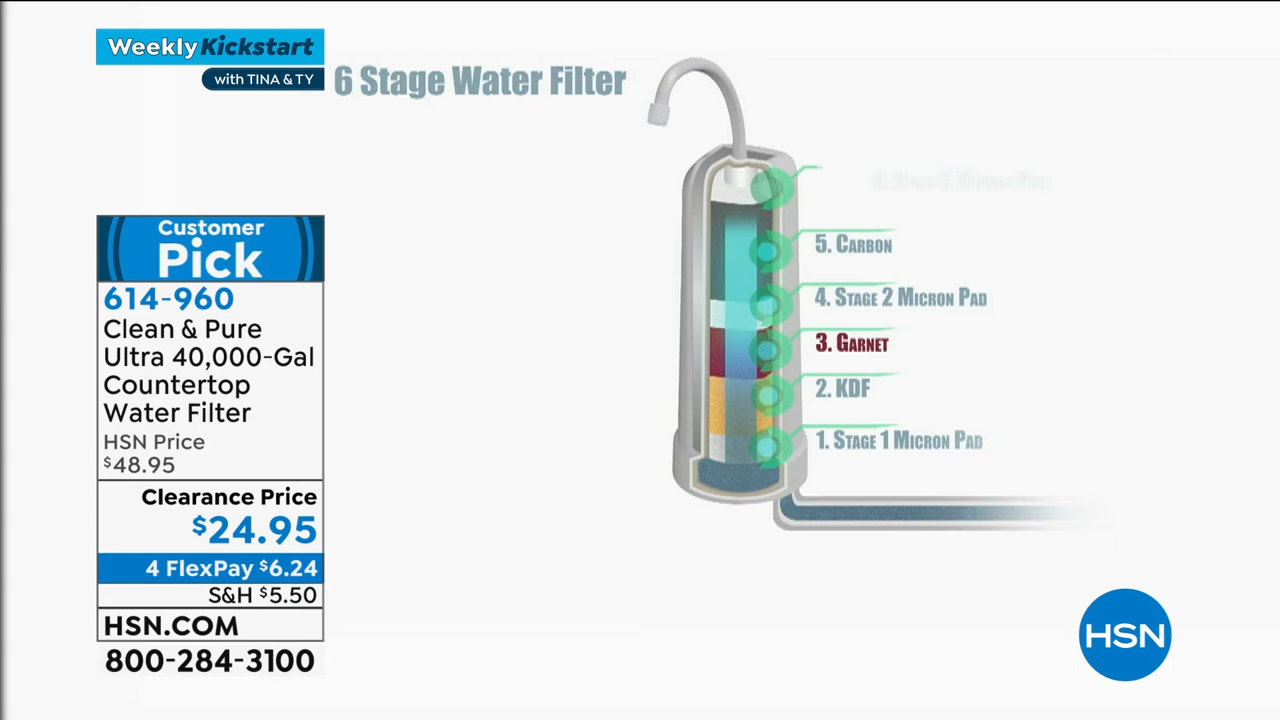 Weekly Kickstart
with TINA & TY
6 Stage Water Filter
5. Carbon
4. Stage 2 Micron Pad
3. Garnet
2. KDF
1. Stage 1 Micron Pad
Customer
Pick
614-960
Clean & Pure
Ultra 40,000-Gal
Countertop
Water Filter
HSN Price
$48.95
Clearance Price
$24.95
4 FlexPay $6.24
S&H $5.50
HSN.COM
800-284-3100
HSN